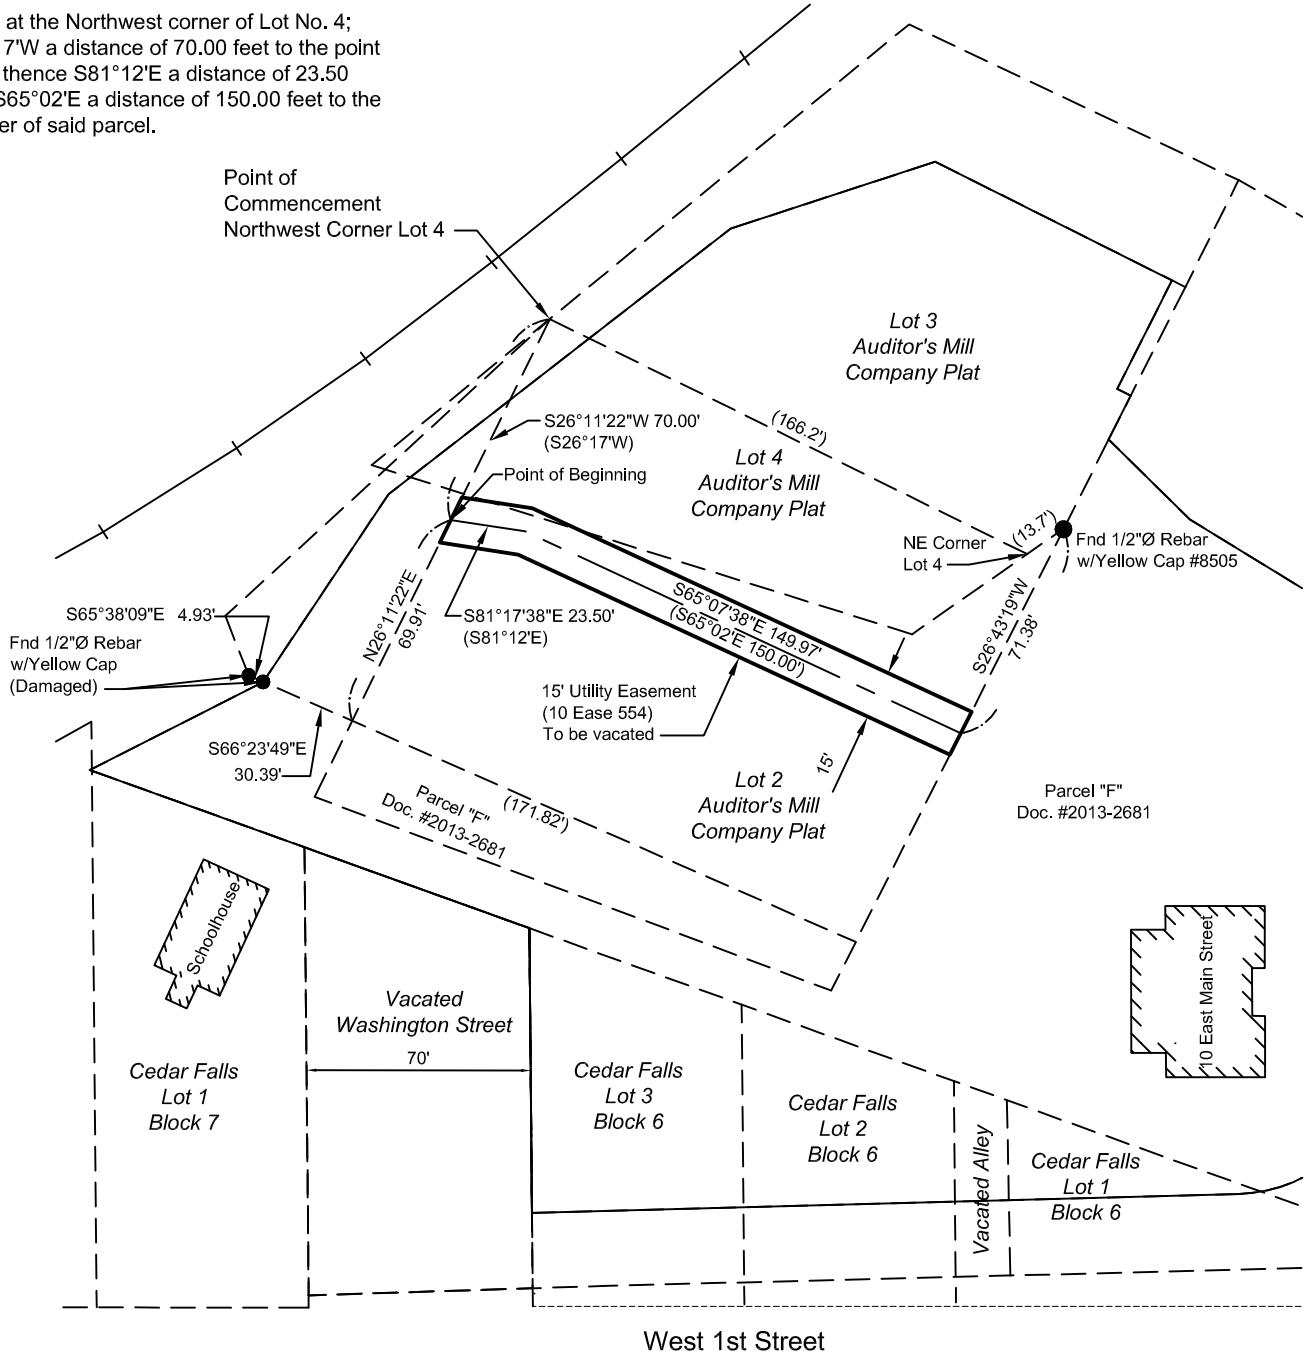 at the Northwest corner of Lot No. 4;
7'W a distance of 70.00 feet to the point
thence S81°12'E a distance of 23.50
S65°02'E a distance of 150.00 feet to the
er of said parcel.
Point of
Commencement
Northwest Corner Lot 4
Lot 3
Auditor's Mill
Company Plat
S26°11'22"W 70.00'
(S26°17'W)
(166.2')
Point of Beginning
Lot 4
Auditor's Mill
Company Plat
NE Corner
Lot 4
(13.7')
Fnd 1/2"Ø Rebar
w/Yellow Cap #8505
S65°38'09"E 4.93'
Fnd 1/2"Ø Rebar
w/Yellow Cap
(Damaged)
N26°11'22"E
69.91'
S81°17'38"E 23.50'
(S81°12'E)
S65°07'38"E 149.97'
(S65°02'E 150.00')
S26°43'19"W
71.38'
15' Utility Easement
(10 Ease 554)
To be vacated
S66°23'49"E
30.39'
15'
Parcel "F"
Doc. #2013-2681
(171.82')
Lot 2
Auditor's Mill
Company Plat
Parcel "F"
Doc. #2013-2681
Schoolhouse
10 East Main Street
Vacated
Washington Street
70'
Cedar Falls
Lot 1
Block 7
Cedar Falls
Lot 3
Block 6
Cedar Falls
Lot 2
Block 6
Vacated Alley
Cedar Falls
Lot 1
Block 6
West 1st Street